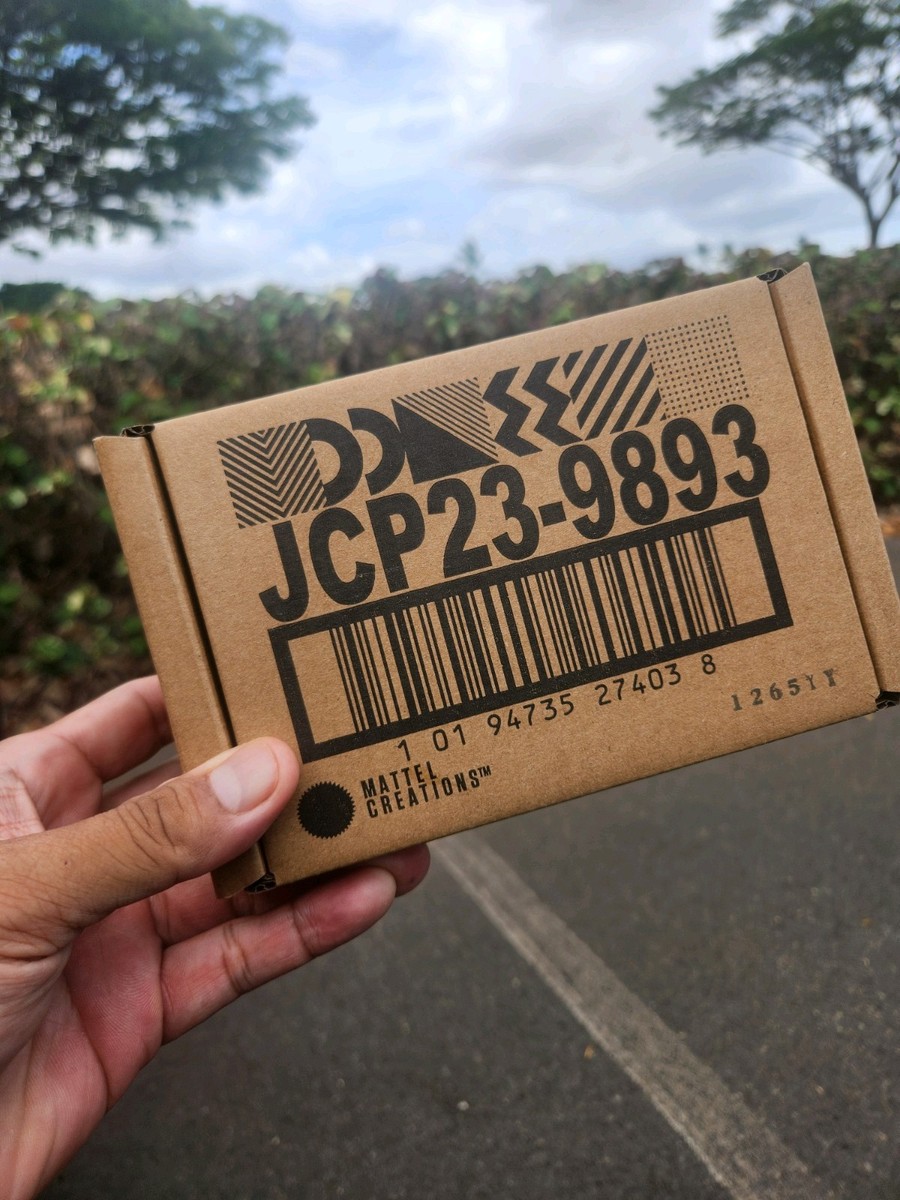 JCP23-9893
1 01 94735 27403 8
1265YY
MATTEL
CREATIONS™